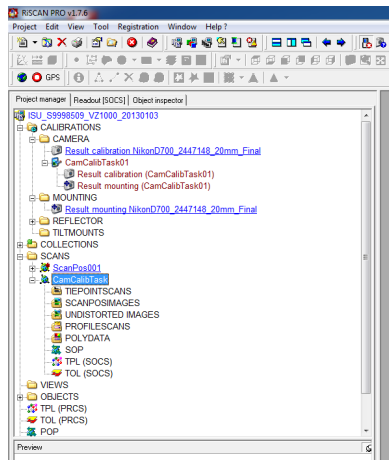 RiSCAN PRO v1.7.6
Project Edit View Tool Registration Window Help ?
GPS
Project manager Readout [SOCS] Object inspector
ISU_S9998509_VZ1000_20130103
CALIBRATIONS
CAMERA
Result calibration NikonD700_2447148_20mm_Final
CamCalibTask01
Result calibration (CamCalibTask01)
Result mounting (CamCalibTask01)
MOUNTING
Result mounting NikonD700_2447148_20mm_Final
REFLECTOR
TILTMOUNTS
COLLECTIONS
SCANS
ScanPos001
CamCalibTask
TIEPOINTSCANS
SCANPOSIMAGES
UNDISTORTED IMAGES
PROFILESCANS
POLYDATA
SOP
TPL (SOCS)
TOL (SOCS)
VIEWS
OBJECTS
TPL (PRCS)
TOL (PRCS)
POP
Preview